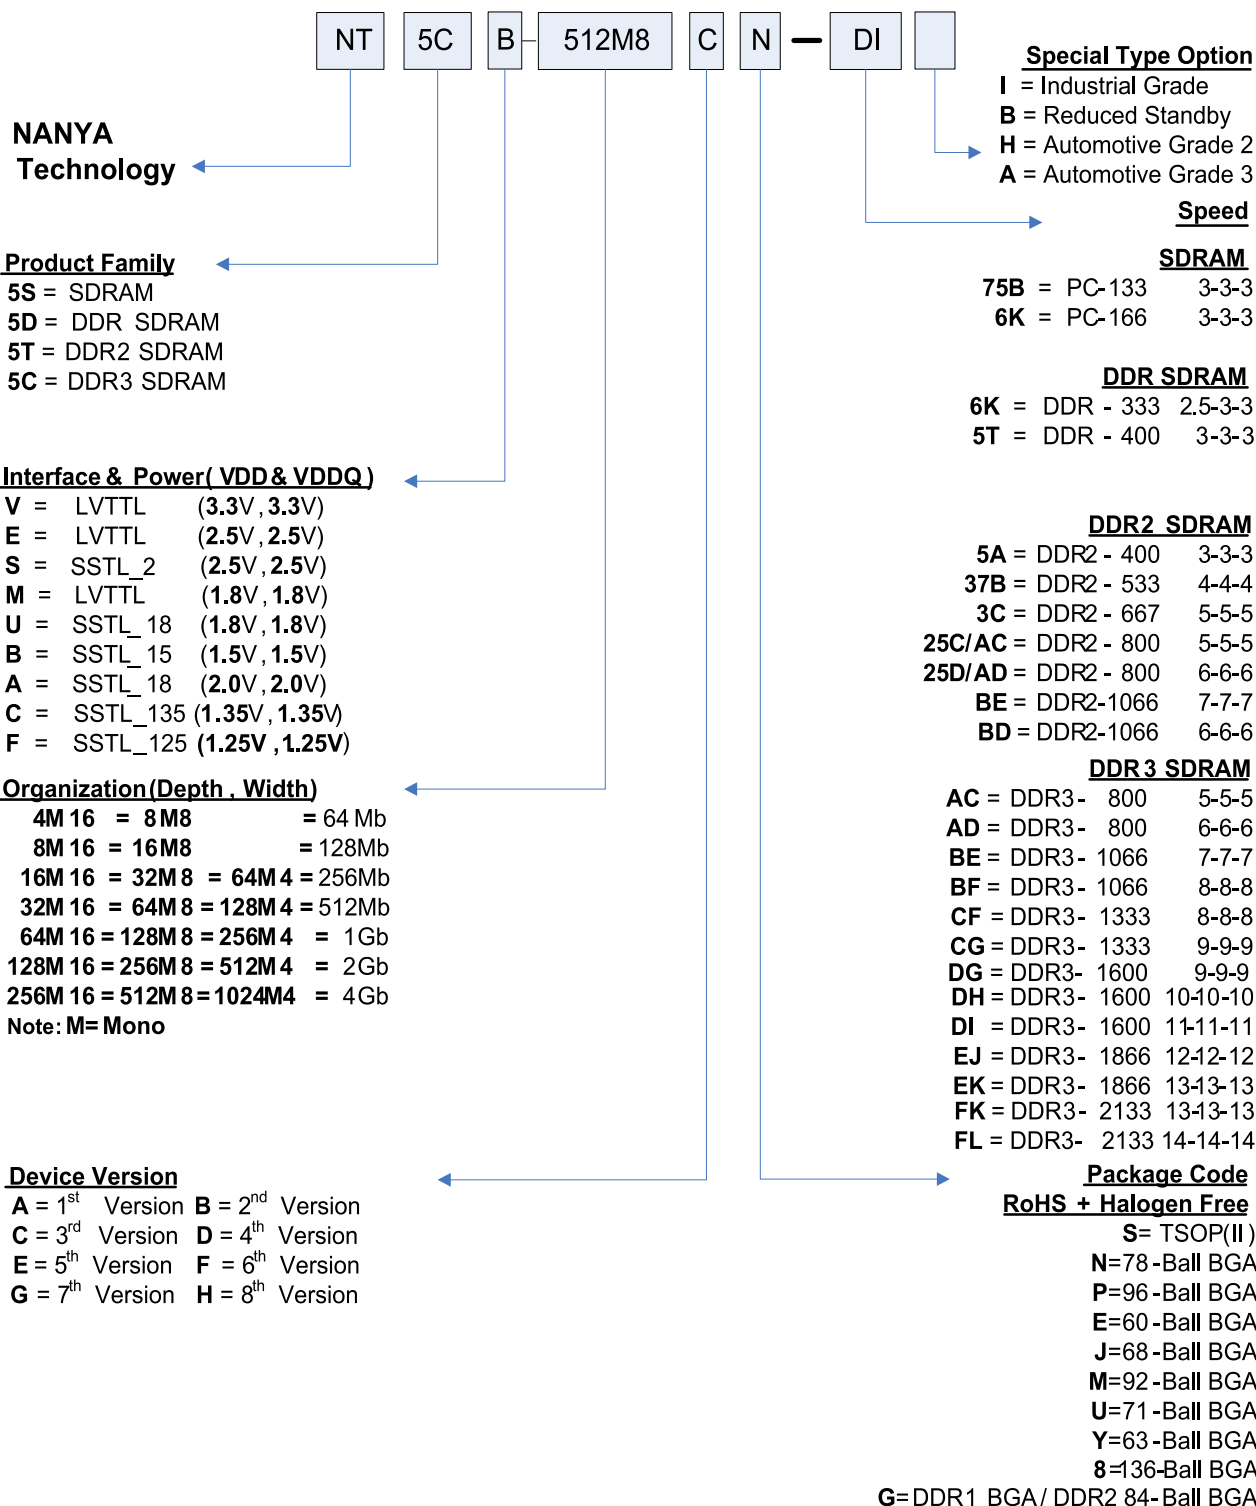 NT 5C B- 512M8 C N — DI
NANYA
Technology
Product Family
5S = SDRAM
5D = DDR SDRAM
5T = DDR2 SDRAM
5C = DDR3 SDRAM
Interface & Power( VDD & VDDQ )
V = LVTTL (3.3V, 3.3V)
E = LVTTL (2.5V, 2.5V)
S = SSTL_2 (2.5V, 2.5V)
M = LVTTL (1.8V, 1.8V)
U = SSTL_18 (1.8V, 1.8V)
B = SSTL_15 (1.5V, 1.5V)
A = SSTL_18 (2.0V, 2.0V)
C = SSTL_135 (1.35V, 1.35V)
F = SSTL_125 (1.25V, 1.25V)
Organization (Depth , Width)
4M16 = 8M8 = 64 Mb
8M16 = 16M8 = 128Mb
16M16 = 32M8 = 64M4 = 256Mb
32M16 = 64M8 = 128M4 = 512Mb
64M16 = 128M8 = 256M4 = 1Gb
128M16 = 256M8 = 512M4 = 2Gb
256M16 = 512M8 = 1024M4 = 4Gb
Note: M= Mono
Device Version
A = 1st Version B = 2nd Version
C = 3rd Version D = 4th Version
E = 5th Version F = 6th Version
G = 7th Version H = 8th Version
Special Type Option
I = Industrial Grade
B = Reduced Standby
H = Automotive Grade 2
A = Automotive Grade 3
Speed
SDRAM
75B = PC-133 3-3-3
6K = PC-166 3-3-3
DDR SDRAM
6K = DDR - 333 2.5-3-3
5T = DDR - 400 3-3-3
DDR2 SDRAM
5A = DDR2 - 400 3-3-3
37B = DDR2 - 533 4-4-4
3C = DDR2 - 667 5-5-5
25C/AC = DDR2 - 800 5-5-5
25D/AD = DDR2 - 800 6-6-6
BE = DDR2-1066 7-7-7
BD = DDR2-1066 6-6-6
DDR3 SDRAM
AC = DDR3- 800 5-5-5
AD = DDR3- 800 6-6-6
BE = DDR3- 1066 7-7-7
BF = DDR3- 1066 8-8-8
CF = DDR3- 1333 8-8-8
CG = DDR3- 1333 9-9-9
DG = DDR3- 1600 9-9-9
DH = DDR3- 1600 10-10-10
DI = DDR3- 1600 11-11-11
EJ = DDR3- 1866 12-12-12
EK = DDR3- 1866 13-13-13
FK = DDR3- 2133 13-13-13
FL = DDR3- 2133 14-14-14
Package Code
RoHS + Halogen Free
S= TSOP(II)
N=78-Ball BGA
P=96-Ball BGA
E=60-Ball BGA
J=68-Ball BGA
M=92-Ball BGA
U=71-Ball BGA
Y=63-Ball BGA
8=136-Ball BGA
G=DDR1 BGA/ DDR2 84-Ball BGA